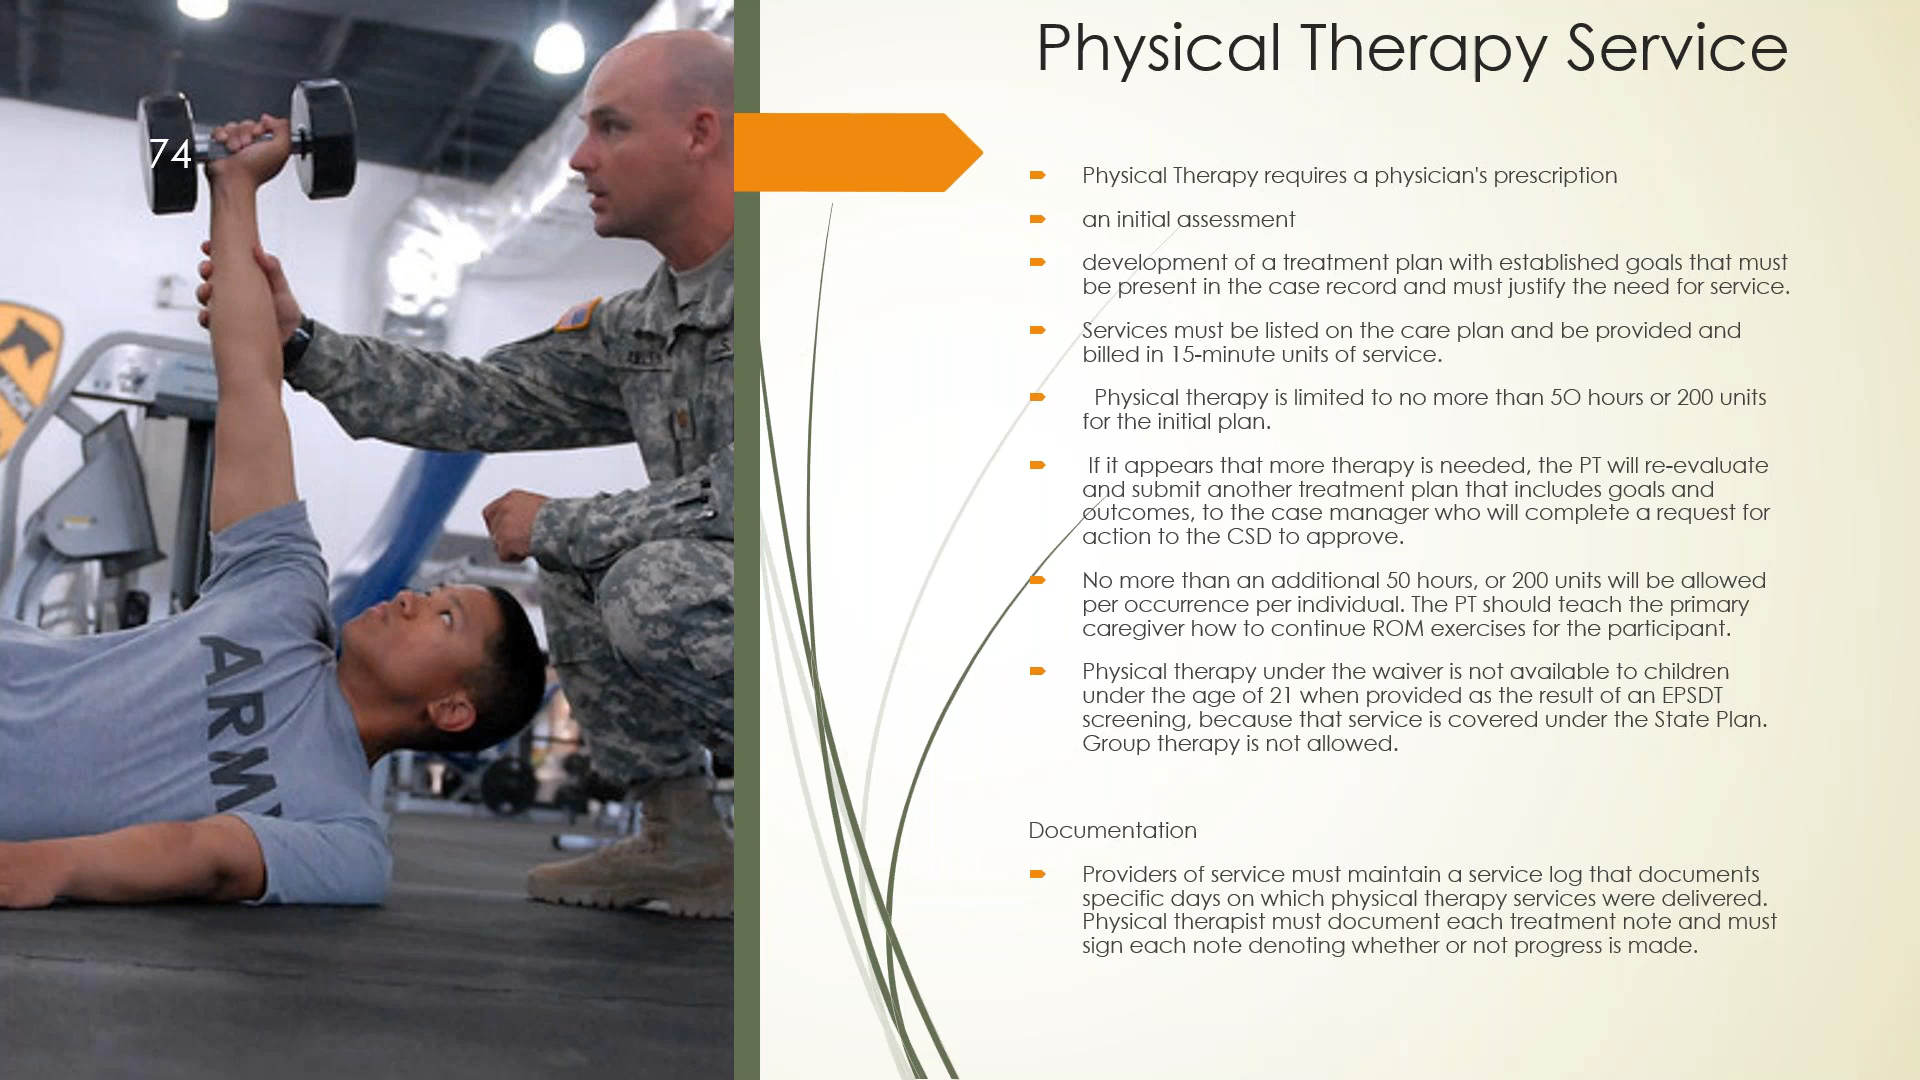 Physical Therapy Service
74
Physical Therapy requires a physician's prescription
an initial assessment
development of a treatment plan with established goals that must
be present in the case record and must justify the need for service.
Services must be listed on the care plan and be provided and
billed in 15-minute units of service.
Physical therapy is limited to no more than 5O hours or 200 units
for the initial plan.
If it appears that more therapy is needed, the PT will re-evaluate
and submit another treatment plan that includes goals and
outcomes, to the case manager who will complete a request for
action to the CSD to approve.
No more than an additional 50 hours, or 200 units will be allowed
per occurrence per individual. The PT should teach the primary
caregiver how to continue ROM exercises for the participant.
Physical therapy under the waiver is not available to children
under the age of 21 when provided as the result of an EPSDT
screening, because that service is covered under the State Plan.
Group therapy is not allowed.
Documentation
Providers of service must maintain a service log that documents
specific days on which physical therapy services were delivered.
Physical therapist must document each treatment note and must
sign each note denoting whether or not progress is made.
ARMY